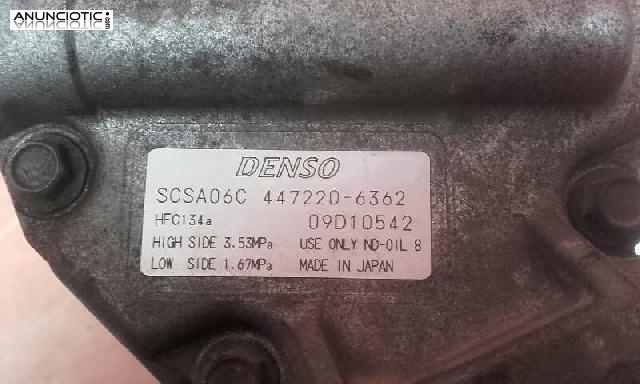 ANUNCIOTIC.COM
DENSO
SCSA06C 447220-6362
HFC134a 09D10542
HIGH SIDE 3.53MPa USE ONLY ND-OIL 8
LOW SIDE 1.67MPa MADE IN JAPAN